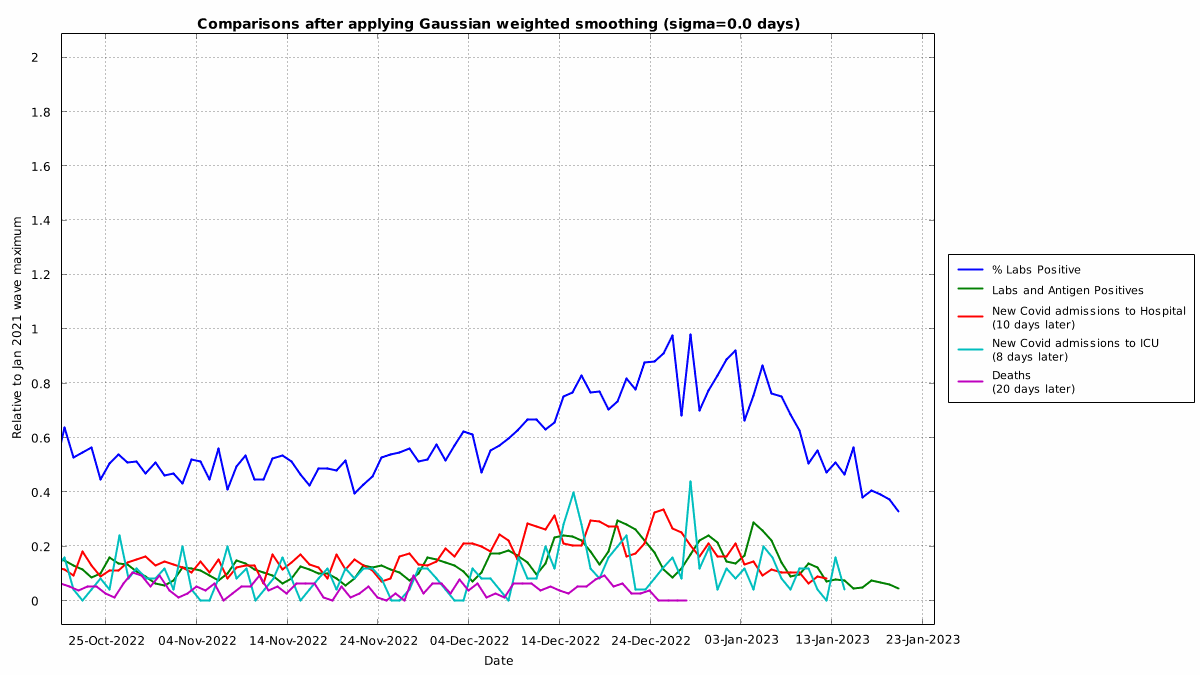 Comparisons after applying Gaussian weighted smoothing (sigma=0.0 days)
Relative to Jan 2021 wave maximum
2
1.8
1.6
1.4
1.2
1
0.8
0.6
0.4
0.2
0
25-Oct-2022 04-Nov-2022 14-Nov-2022 24-Nov-2022 04-Dec-2022 14-Dec-2022 24-Dec-2022 03-Jan-2023 13-Jan-2023 23-Jan-2023
Date
% Labs Positive
Labs and Antigen Positives
New Covid admissions to Hospital
(10 days later)
New Covid admissions to ICU
(8 days later)
Deaths
(20 days later)